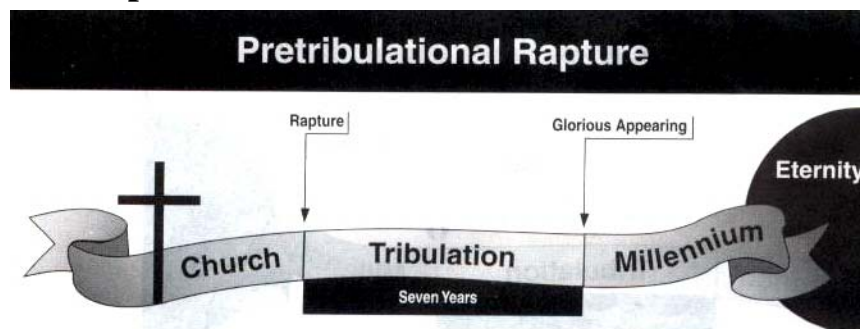 Pretribulational Rapture
Rapture
Glorious Appearing
Eternity
Church
Tribulation
Millennium
Seven Years